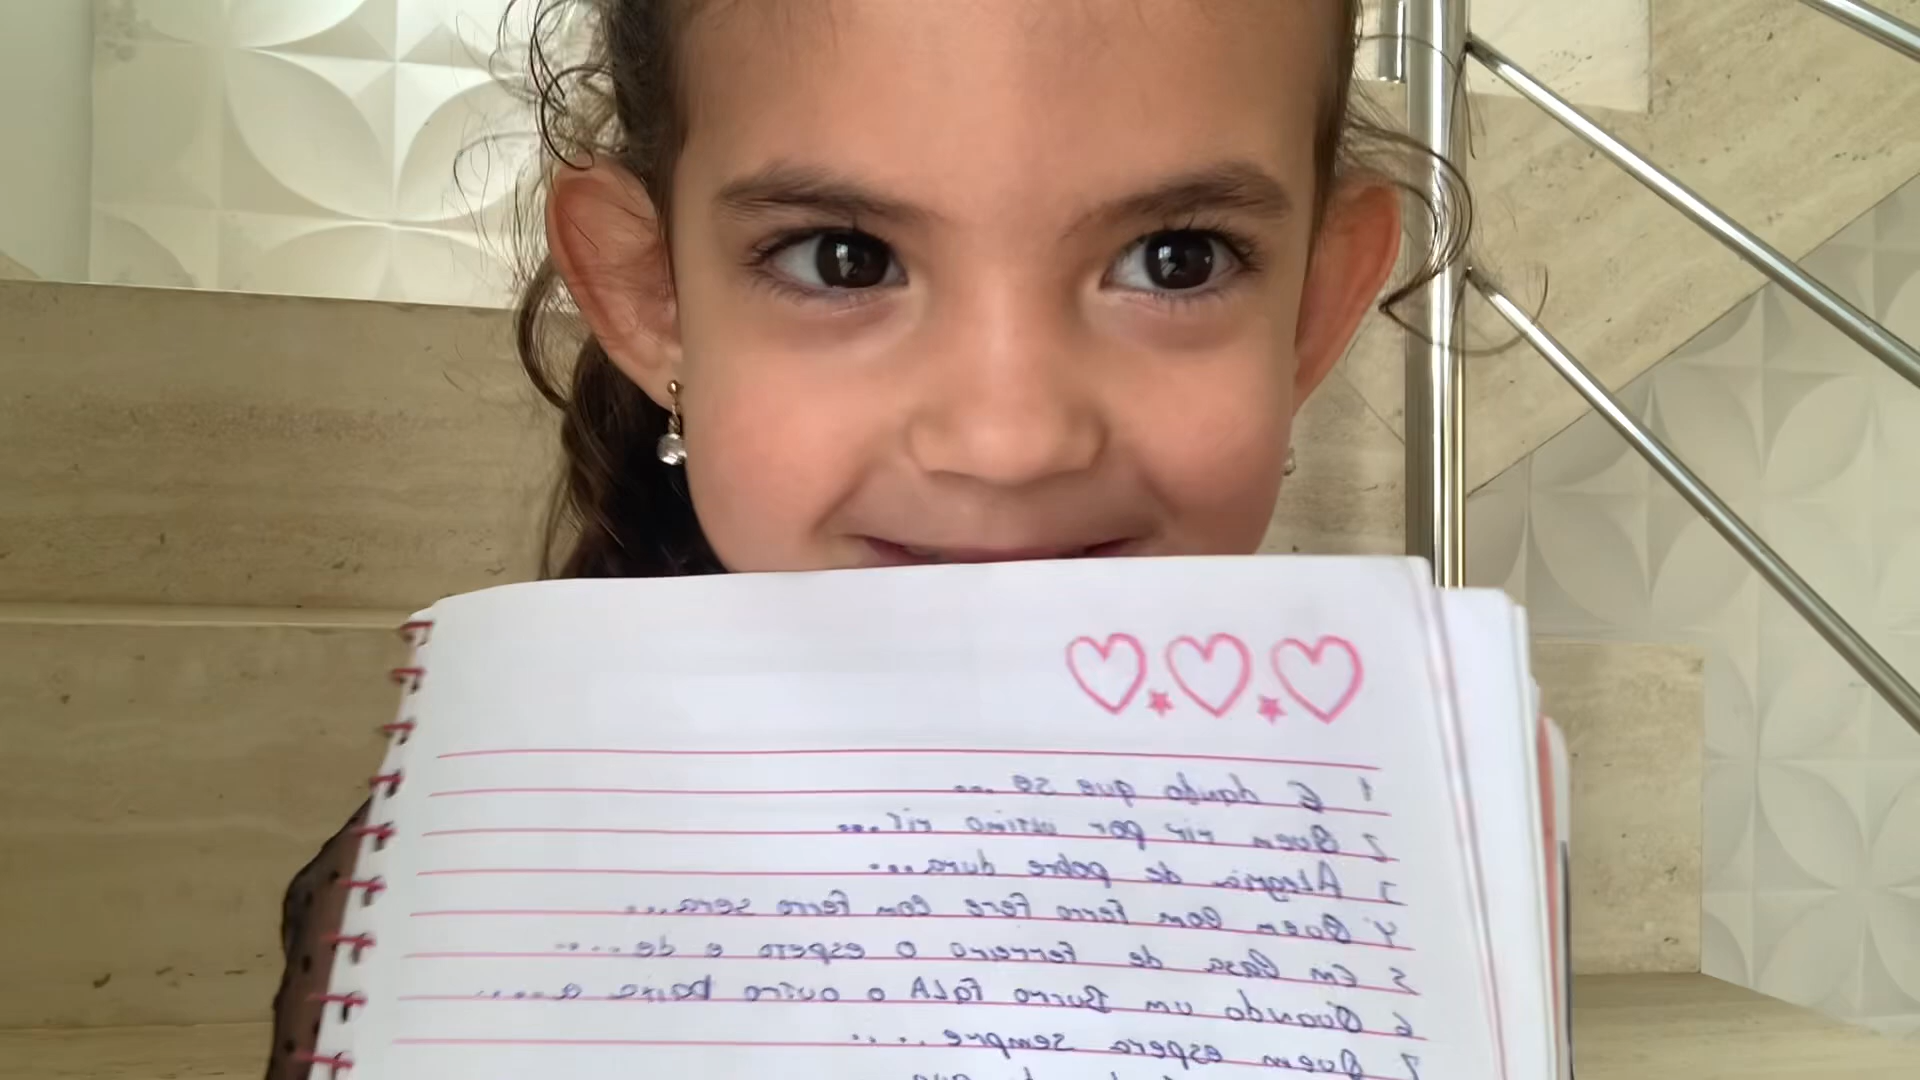 1 É dando que se ...
2 Quem rir por ultimo rir...
3 Alegria de pobre dura...
4 Quem Com ferro fere com ferro sera...
5 Em Casa de ferreiro o espeto e de.....
6 Quando um Burro falA o outro baixa a.....
7 Quem espera sempre ....
que